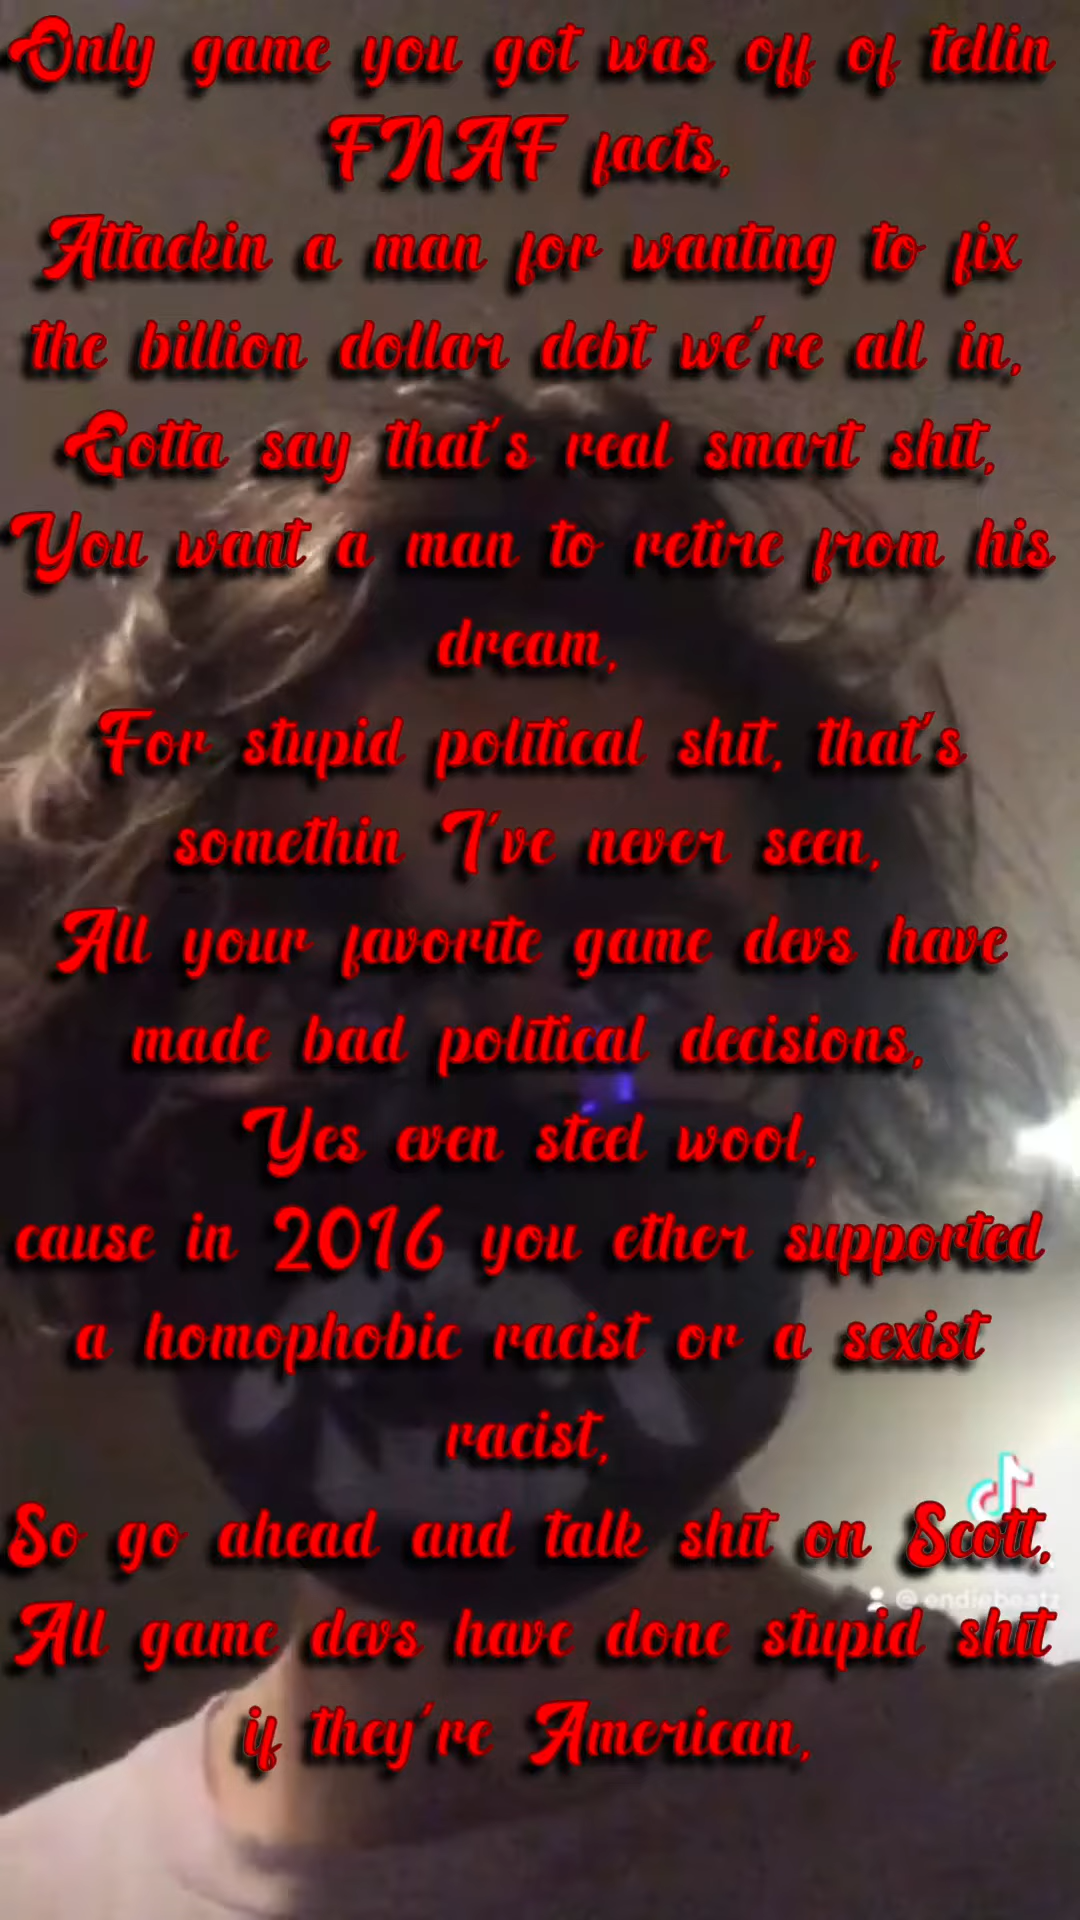 Only game you got was off of tellin
FNAF facts,
Attackin a man for wanting to fix
the billion dollar debt we're all in,
Gotta say that's real smart shit,
You want a man to retire from his
dream,
For stupid political shit, that's
somethin I've never seen,
All your favorite game devs have
made bad political decisions,
Yes even steel wool,
cause in 2016 you ether supported
a homophobic racist or a sexist
racist,
So go ahead and talk shit on Scott,
@endiebeatz
All game devs have done stupid shit
if they're American,